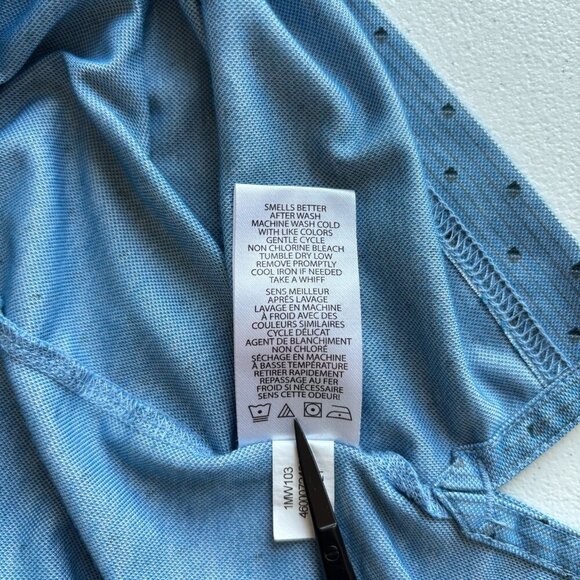 SMELLS BETTER
AFTER WASH
MACHINE WASH COLD
WITH LIKE COLORS
GENTLE CYCLE
NON CHLORINE BLEACH
TUMBLE DRY LOW
REMOVE PROMPTLY
COOL IRON IF NEEDED
TAKE A WHIFF
SENS MEILLEUR
APRÈS LAVAGE
LAVAGE EN MACHINE
À FROID AVEC DES
COULEURS SIMILAIRES
CYCLE DÉLICAT
AGENT DE BLANCHIMENT
NON CHLORÉ
SÉCHAGE EN MACHINE
À BASSE TEMPÉRATURE
RETIRER RAPIDEMENT
REPASSAGE AU FER
FROID SI NÉCESSAIRE
SENS CETTE ODEUR!
1MW103